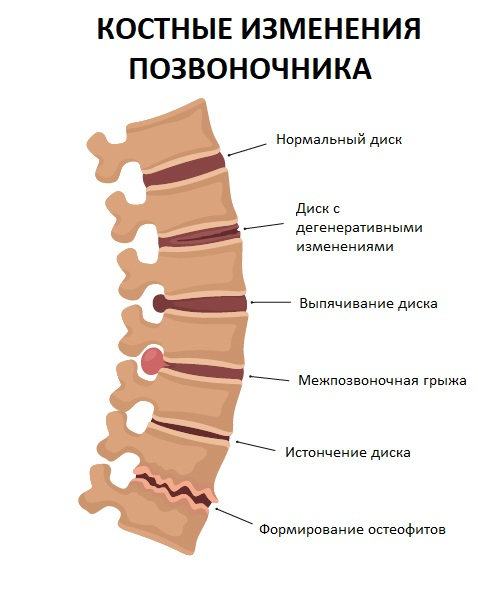 КОСТНЫЕ ИЗМЕНЕНИЯ
ПОЗВОНОЧНИКА
Нормальный диск
Диск с
дегенеративными
изменениями
Выпячивание диска
Межпозвоночная грыжа
Истончение диска
Формирование остеофитов